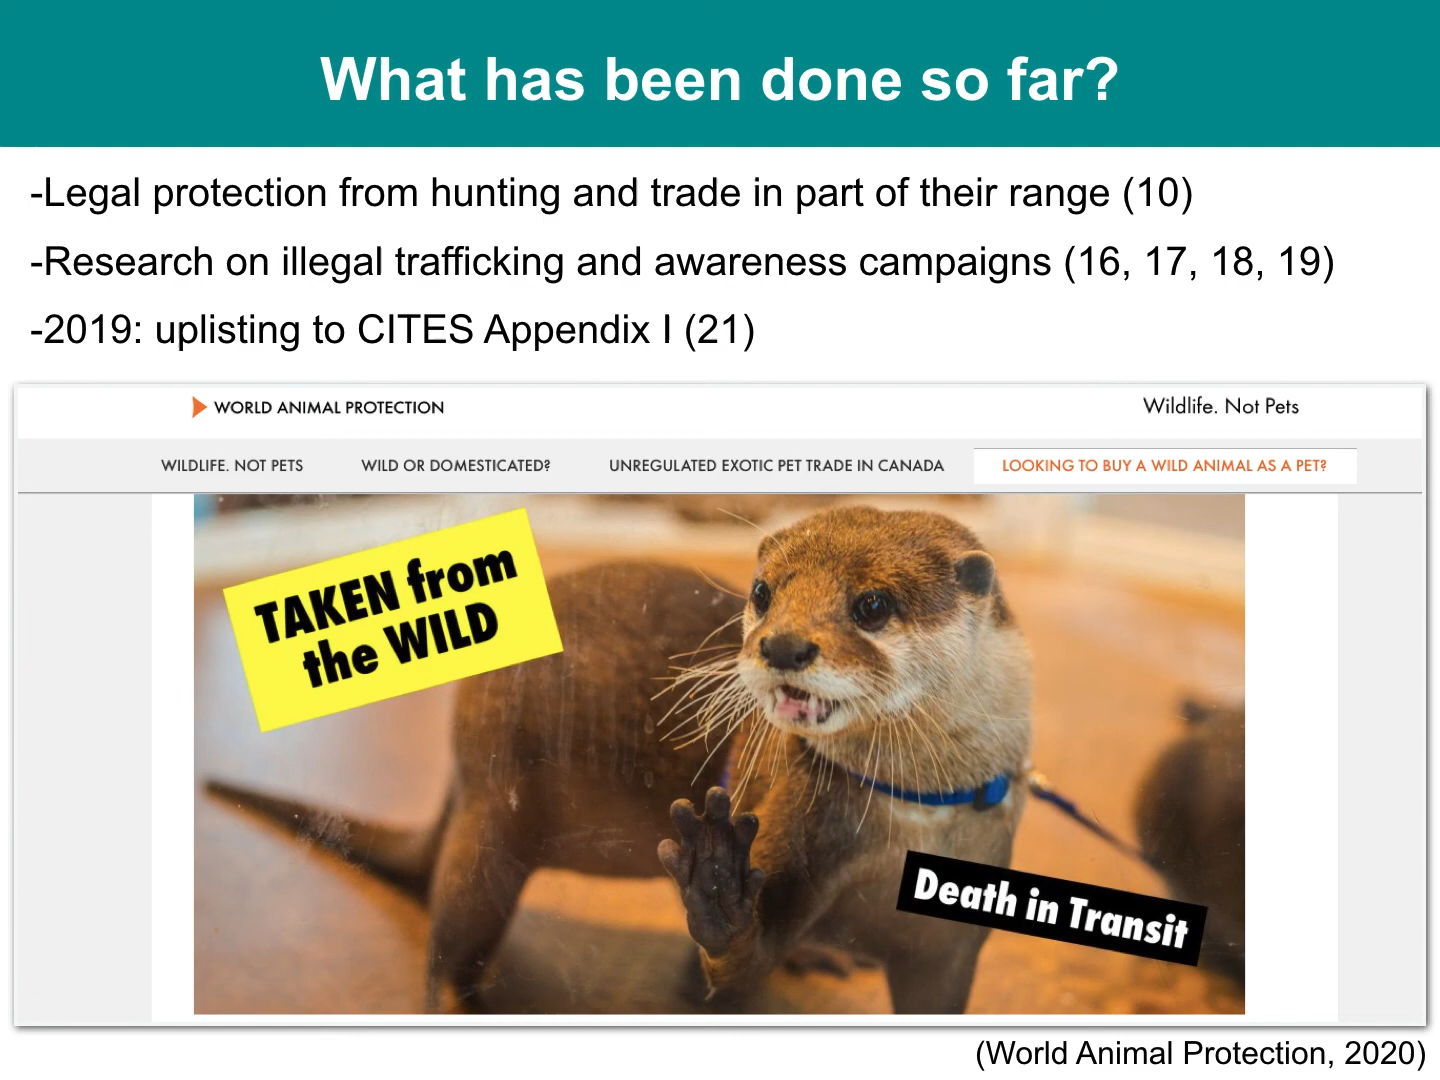 What has been done so far?
-Legal protection from hunting and trade in part of their range (10)
-Research on illegal trafficking and awareness campaigns (16, 17, 18, 19)
-2019: uplisting to CITES Appendix I (21)
WORLD ANIMAL PROTECTION
Wildlife. Not Pets
WILDLIFE. NOT PETS
WILD OR DOMESTICATED?
UNREGULATED EXOTIC PET TRADE IN CANADA
LOOKING TO BUY A WILD ANIMAL AS A PET?
TAKEN from
the WILD
Death in Transit
(World Animal Protection, 2020)